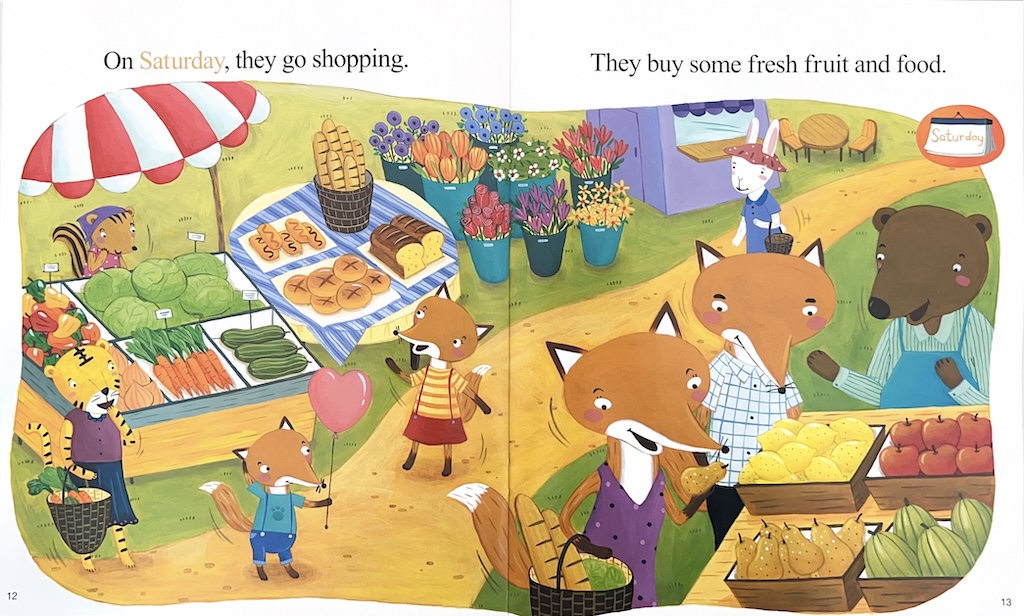 On Saturday, they go shopping.
They buy some fresh fruit and food.
Saturday
12
13